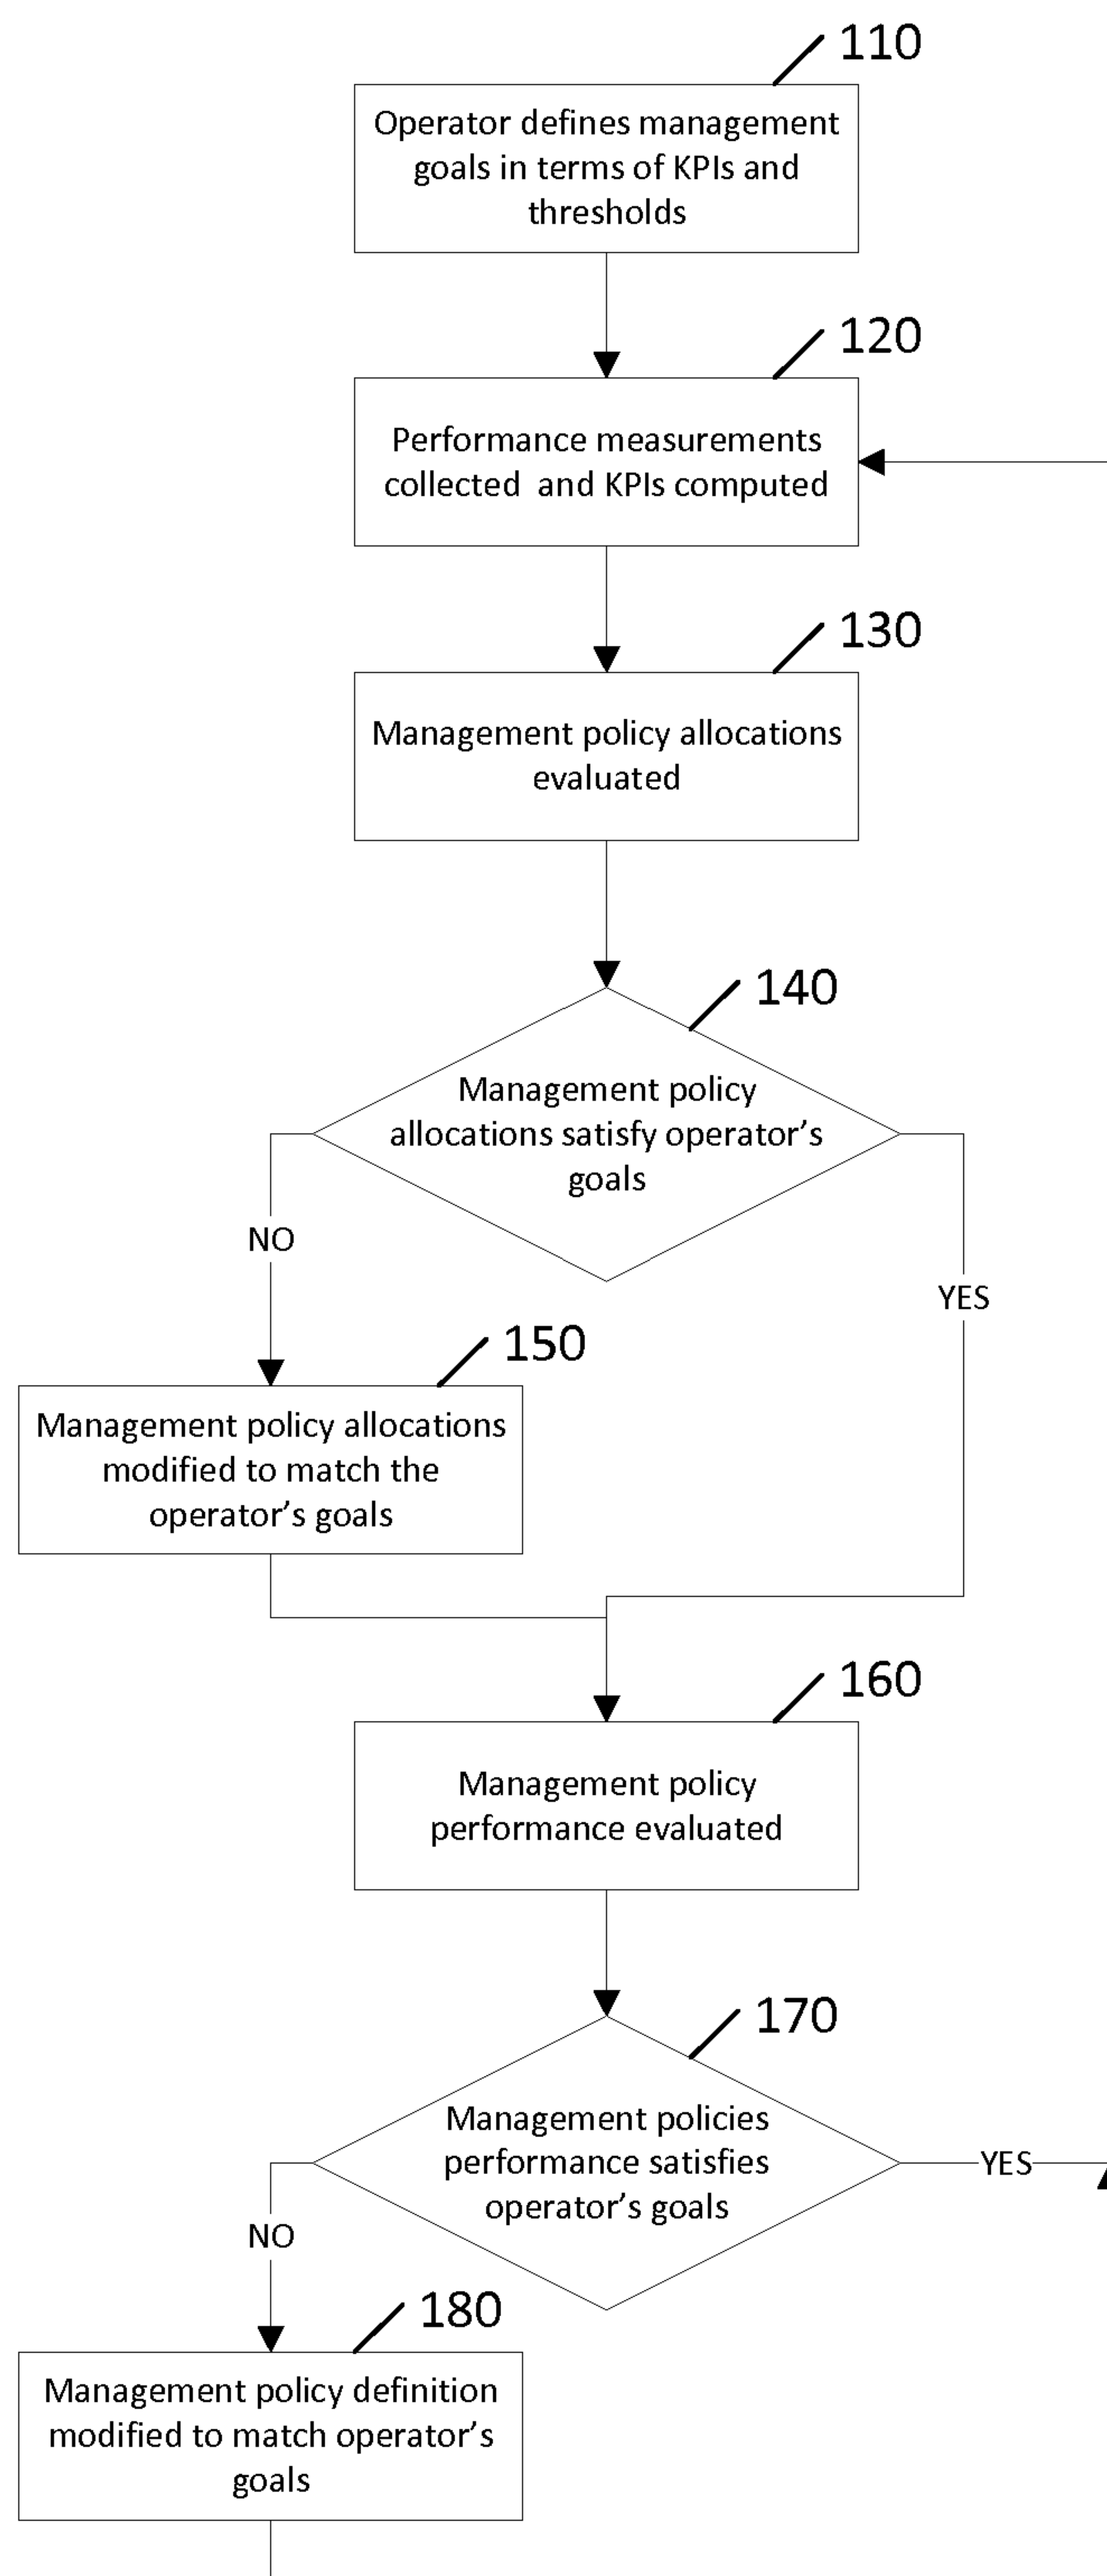 110
Operator defines management
goals in terms of KPIs and
thresholds
120
Performance measurements
collected and KPIs computed
130
Management policy allocations
evaluated
140
Management policy
allocations satisfy operator’s
goals
NO
YES
150
Management policy allocations
modified to match the
operator’s goals
160
Management policy
performance evaluated
170
Management policies
performance satisfies
operator’s goals
YES
NO
180
Management policy definition
modified to match operator’s
goals